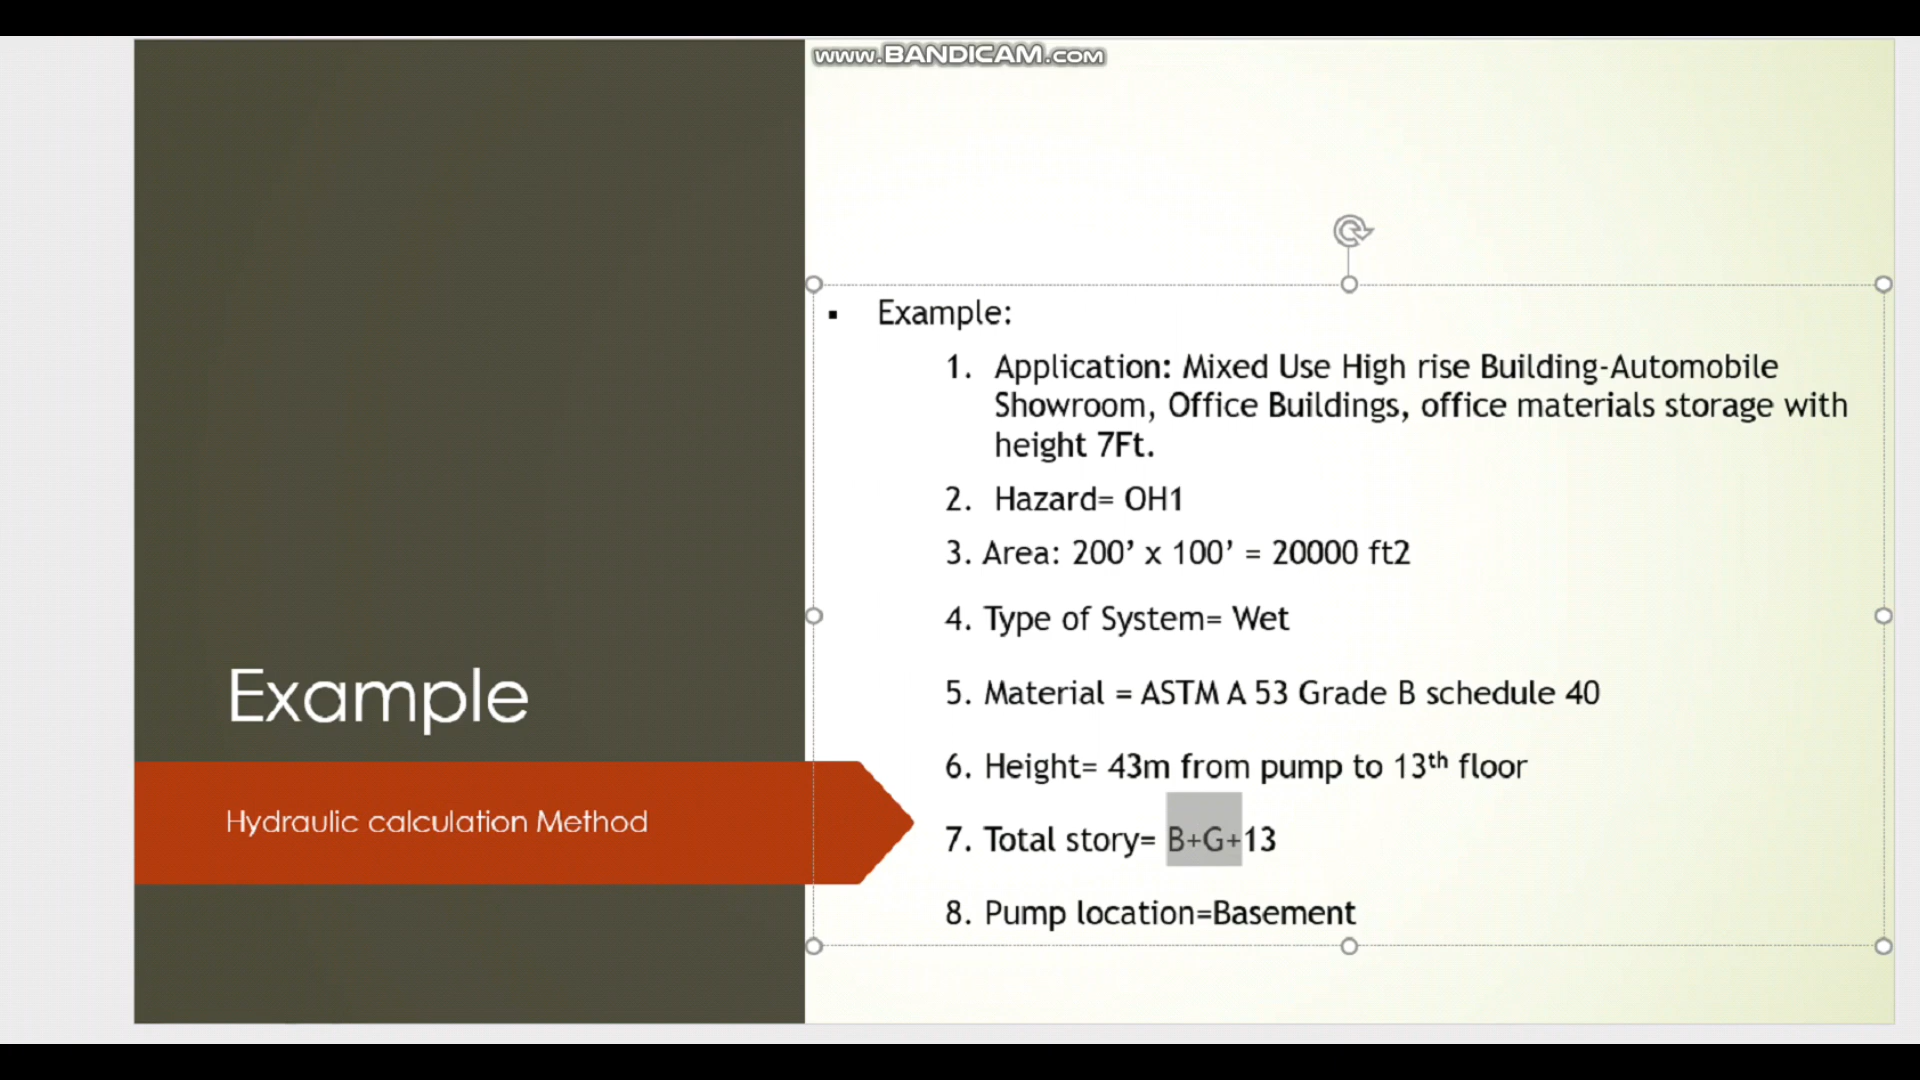 www.BANDICAM.com
Example
Hydraulic calculation Method
▪ Example:
1. Application: Mixed Use High rise Building-Automobile
Showroom, Office Buildings, office materials storage with
height 7Ft.
2. Hazard= OH1
3. Area: 200’ x 100’ = 20000 ft2
4. Type of System= Wet
5. Material = ASTM A 53 Grade B schedule 40
6. Height= 43m from pump to 13th floor
7. Total story= B+G+13
8. Pump location=Basement